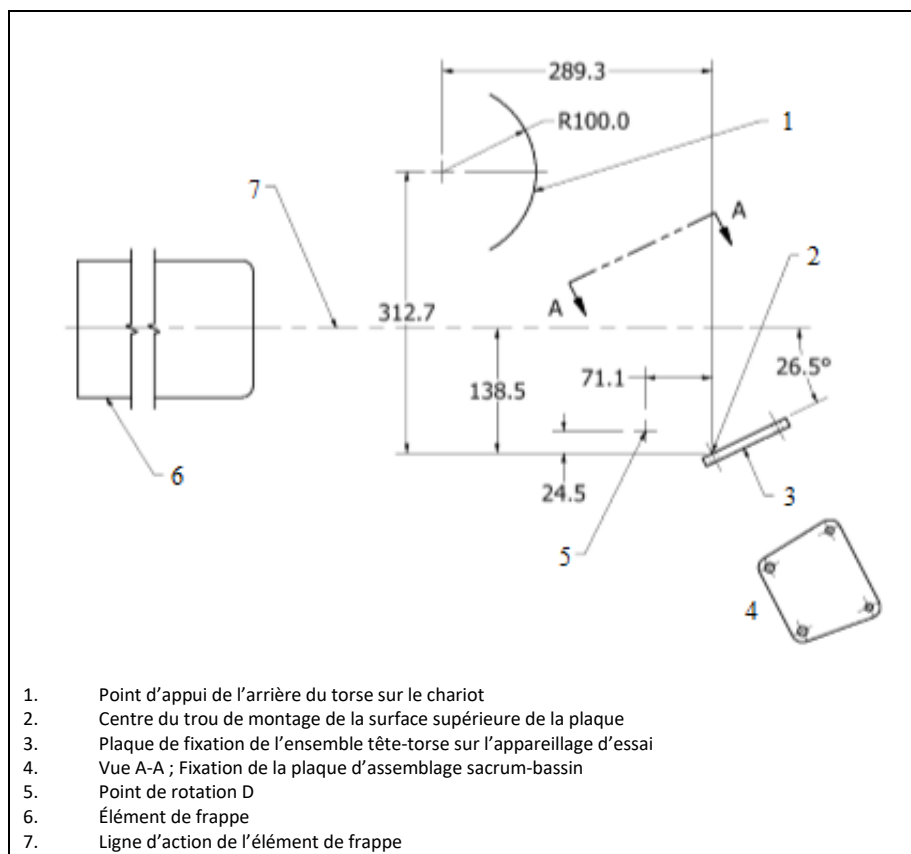 289.3
R100.0
1
7
A
2
A
312.7
26.5°
138.5
71.1
24.5
6
3
5
4
1. Point d’appui de l’arrière du torse sur le chariot
2. Centre du trou de montage de la surface supérieure de la plaque
3. Plaque de fixation de l’ensemble tête-torse sur l’appareillage d’essai
4. Vue A-A ; Fixation de la plaque d’assemblage sacrum-bassin
5. Point de rotation D
6. Élément de frappe
7. Ligne d’action de l’élément de frappe